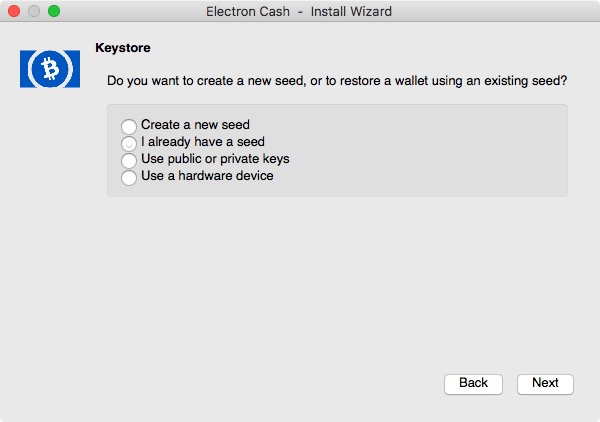 Electron Cash - Install Wizard
Keystore
Do you want to create a new seed, or to restore a wallet using an existing seed?
Create a new seed
I already have a seed
Use public or private keys
Use a hardware device
Back
Next